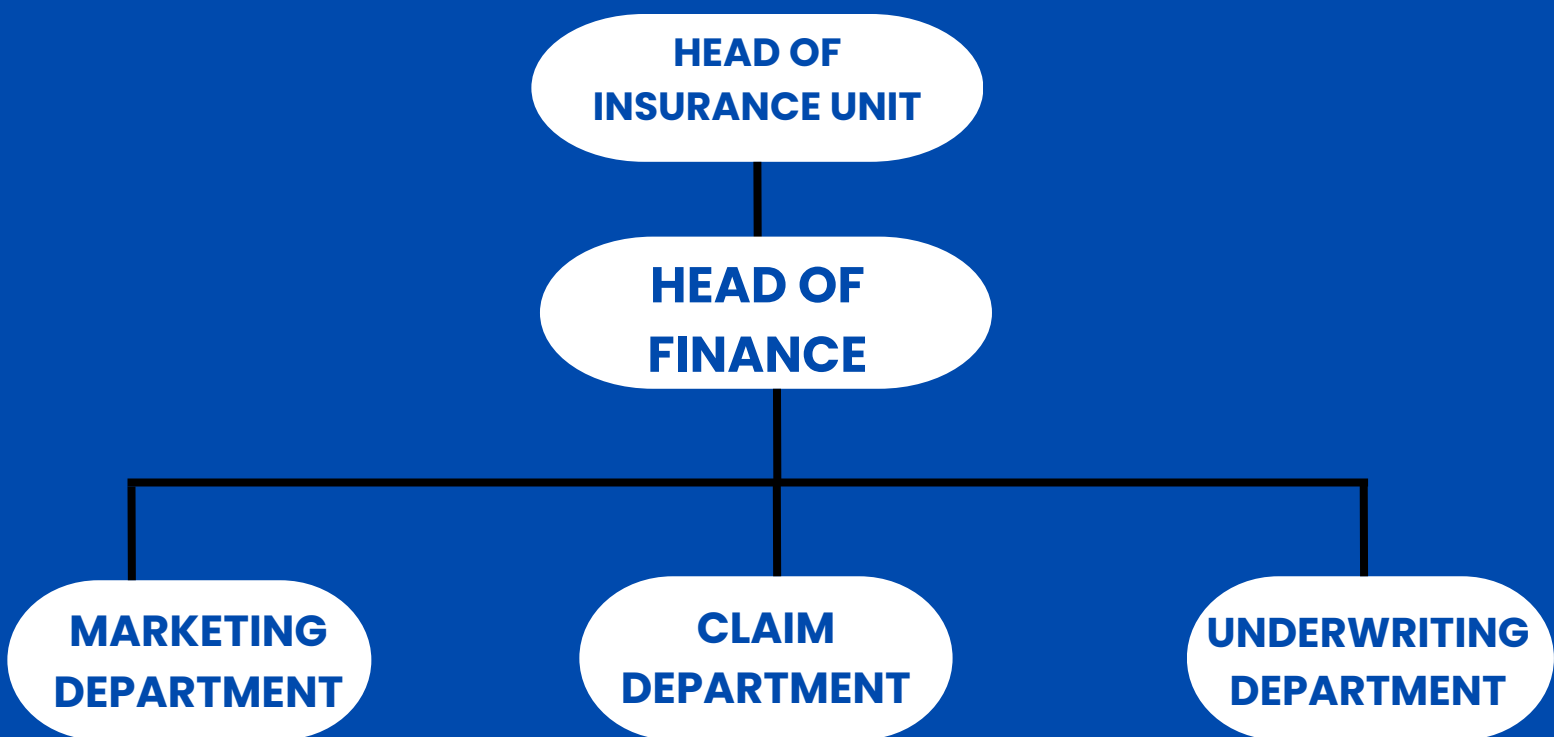 HEAD OF
INSURANCE UNIT
HEAD OF
FINANCE
MARKETING
DEPARTMENT
CLAIM
DEPARTMENT
UNDERWRITING
DEPARTMENT